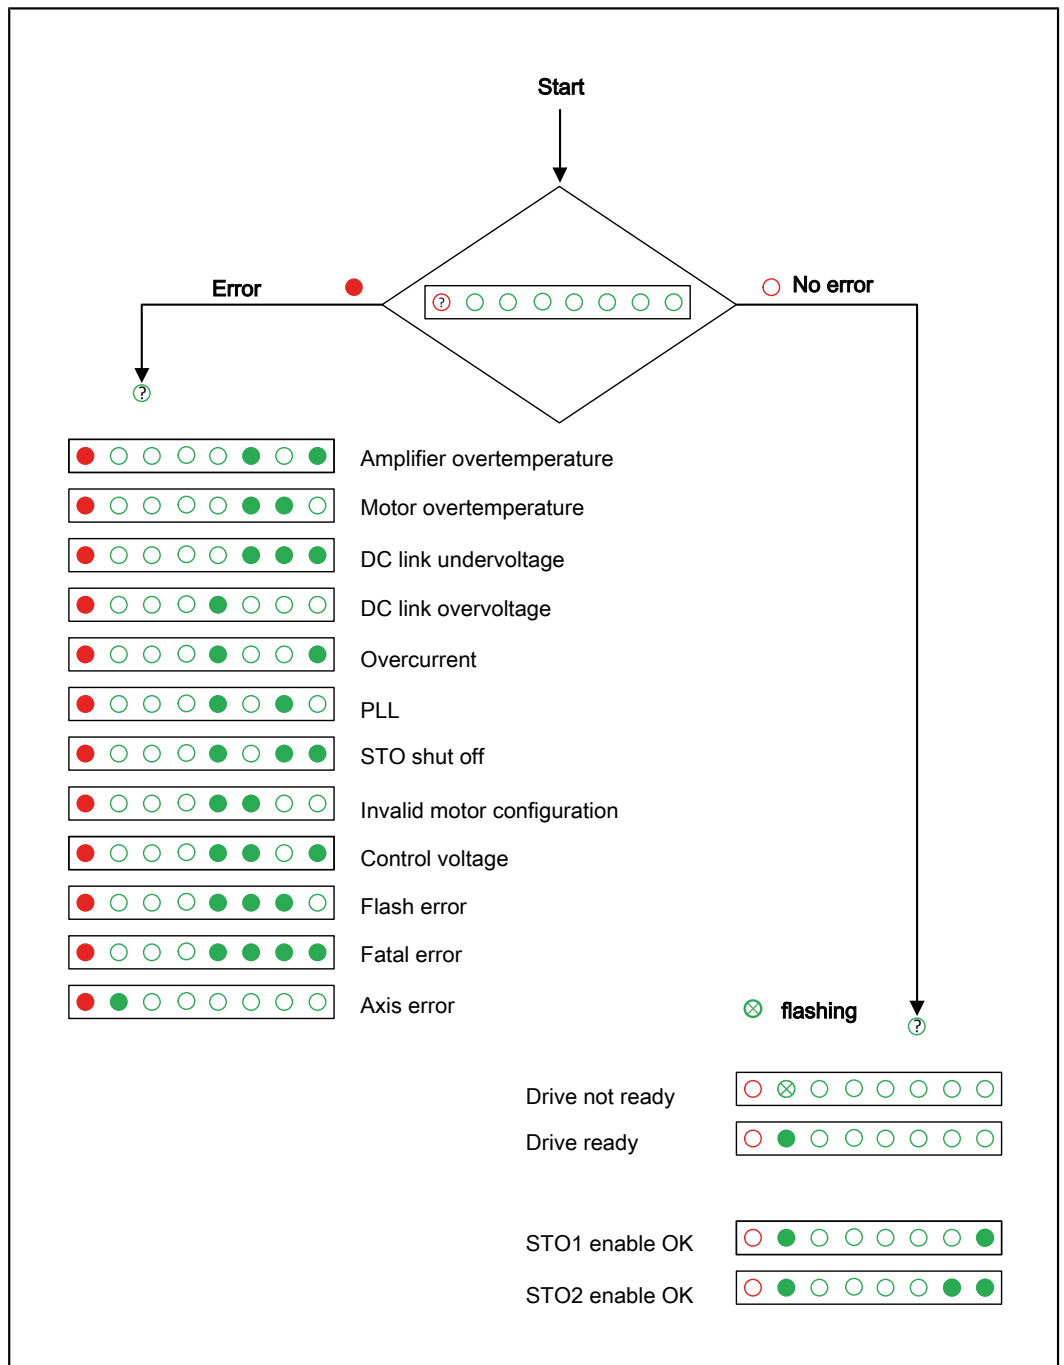 Start
Error
No error
?
?
Amplifier overtemperature
Motor overtemperature
DC link undervoltage
DC link overvoltage
Overcurrent
PLL
STO shut off
Invalid motor configuration
Control voltage
Flash error
Fatal error
Axis error
flashing
?
Drive not ready
Drive ready
STO1 enable OK
STO2 enable OK